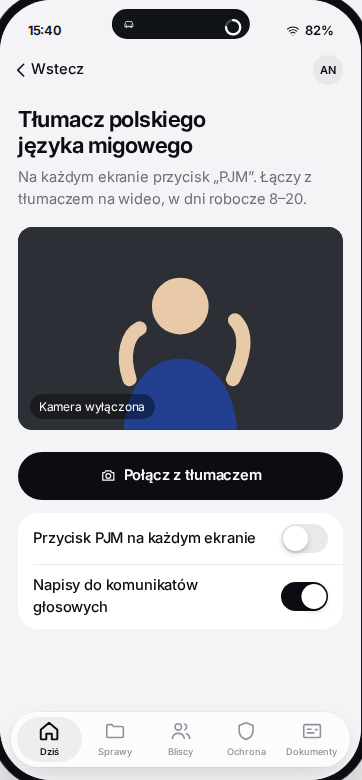 15:40
82%
Wstecz
AN
Tłumacz polskiego
języka migowego
Na każdym ekranie przycisk „PJM”. Łączy z
tłumaczem na wideo, w dni robocze 8–20.
Kamera wyłączona
Połącz z tłumaczem
Przycisk PJM na każdym ekranie
Napisy do komunikatów
głosowych
Dziś
Sprawy
Bliscy
Ochrona
Dokumenty